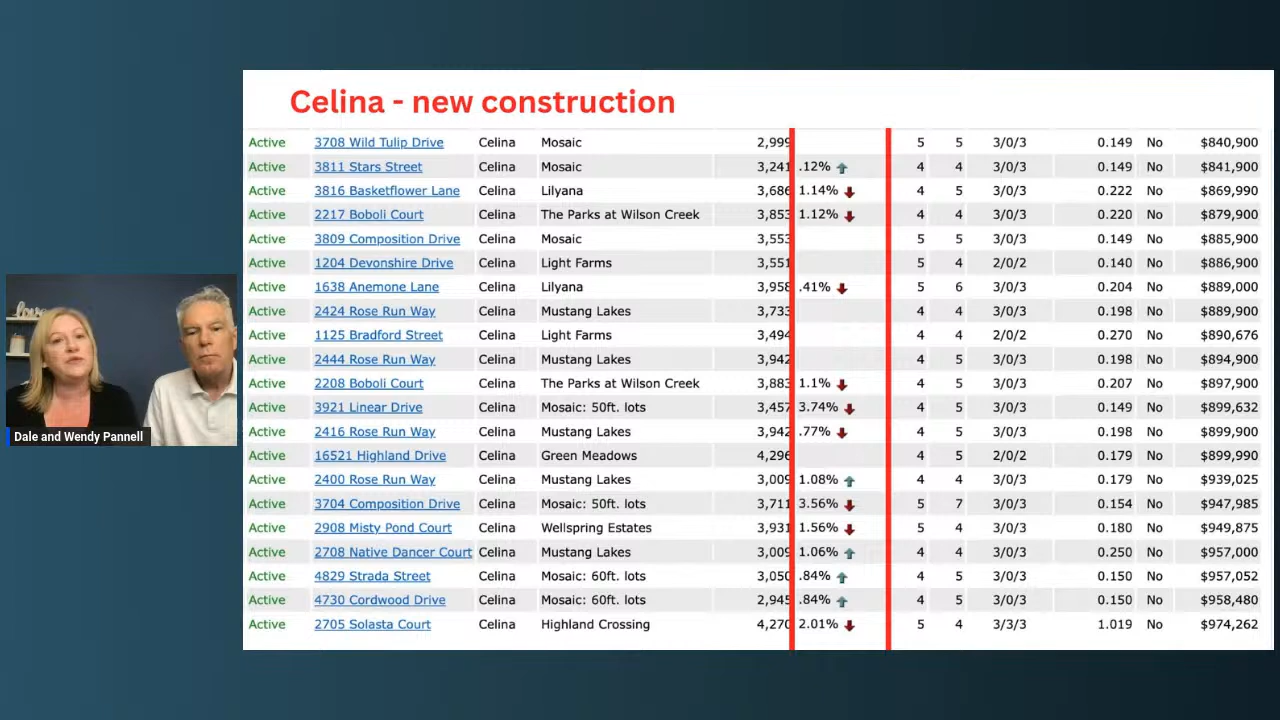 Celina - new construction
Active 3708 Wild Tulip Drive Celina Mosaic 2,999 5 5 3/0/3 0.149 No $840,900
Active 3811 Stars Street Celina Mosaic 3,241 .12% 4 4 3/0/3 0.149 No $841,900
Active 3816 Basketflower Lane Celina Lilyana 3,686 1.14% 4 5 3/0/3 0.222 No $869,990
Active 2217 Boboli Court Celina The Parks at Wilson Creek 3,853 1.12% 4 4 3/0/3 0.220 No $879,900
Active 3809 Composition Drive Celina Mosaic 3,553 5 5 3/0/3 0.149 No $885,900
Active 1204 Devonshire Drive Celina Light Farms 3,551 5 4 2/0/2 0.140 No $886,900
Active 1638 Anemone Lane Celina Lilyana 3,958 .41% 5 6 3/0/3 0.204 No $889,000
Active 2424 Rose Run Way Celina Mustang Lakes 3,733 4 4 3/0/3 0.198 No $889,900
Active 1125 Bradford Street Celina Light Farms 3,494 4 4 2/0/2 0.270 No $890,676
Active 2444 Rose Run Way Celina Mustang Lakes 3,942 4 5 3/0/3 0.198 No $894,900
Active 2208 Boboli Court Celina The Parks at Wilson Creek 3,883 1.1% 4 5 3/0/3 0.207 No $897,900
Active 3921 Linear Drive Celina Mosaic: 50ft. lots 3,457 3.74% 4 5 3/0/3 0.149 No $899,632
Active 2416 Rose Run Way Celina Mustang Lakes 3,942 .77% 4 5 3/0/3 0.198 No $899,900
Active 16521 Highland Drive Celina Green Meadows 4,296 4 5 2/0/2 0.179 No $899,990
Active 2400 Rose Run Way Celina Mustang Lakes 3,009 1.08% 4 4 3/0/3 0.179 No $939,025
Active 3704 Composition Drive Celina Mosaic: 50ft. lots 3,711 3.56% 5 7 3/0/3 0.154 No $947,985
Active 2908 Misty Pond Court Celina Wellspring Estates 3,931 1.56% 5 4 3/0/3 0.180 No $949,875
Active 2708 Native Dancer Court Celina Mustang Lakes 3,009 1.06% 4 4 3/0/3 0.250 No $957,000
Active 4829 Strada Street Celina Mosaic: 60ft. lots 3,050 .84% 4 5 3/0/3 0.150 No $957,052
Active 4730 Cordwood Drive Celina Mosaic: 60ft. lots 2,945 .84% 4 5 3/0/3 0.150 No $958,480
Active 2705 Solasta Court Celina Highland Crossing 4,270 2.01% 5 4 3/3/3 1.019 No $974,262
Dale and Wendy Pannell